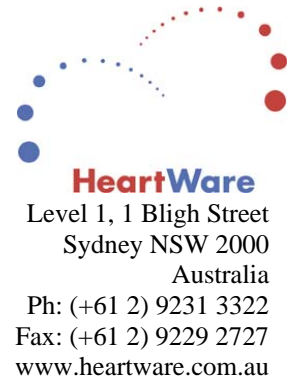 HeartWare
Level 1, 1 Bligh Street
Sydney NSW 2000
Australia
Ph: (+61 2) 9231 3322
Fax: (+61 2) 9229 2727
www.heartware.com.au